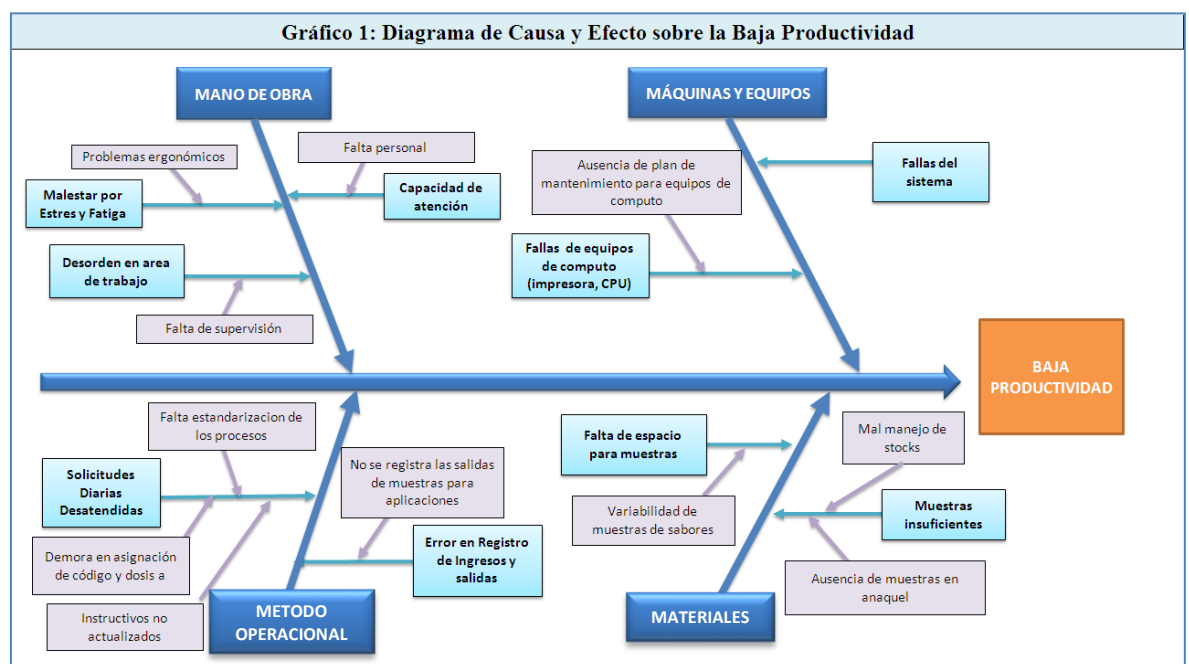 Gráfico 1: Diagrama de Causa y Efecto sobre la Baja Productividad
MANO DE OBRA
MÁQUINAS Y EQUIPOS
Problemas ergonómicos
Falta personal
Malestar por
Estres y Fatiga
Capacidad de
atención
Desorden en area
de trabajo
Falta de supervisión
Ausencia de plan de
mantenimiento para equipos de
computo
Fallas del
sistema
Fallas de equipos
de computo
(impresora, CPU)
BAJA
PRODUCTIVIDAD
Falta estandarizacion de
los procesos
No se registra las salidas
de muestras para
aplicaciones
Solicitudes
Diarias
Desatendidas
Error en Registro
de Ingresos y
salidas
Demora en asignación
de código y dosis a
Instructivos no
actualizados
METODO
OPERACIONAL
Falta de espacio
para muestras
Mal manejo de
stocks
Variabilidad de
muestras de sabores
Muestras
insuficientes
Ausencia de muestras en
anaquel
MATERIALES